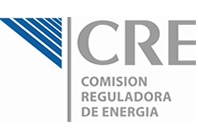 CRE
COMISION
REGULADORA
DE ENERGIA